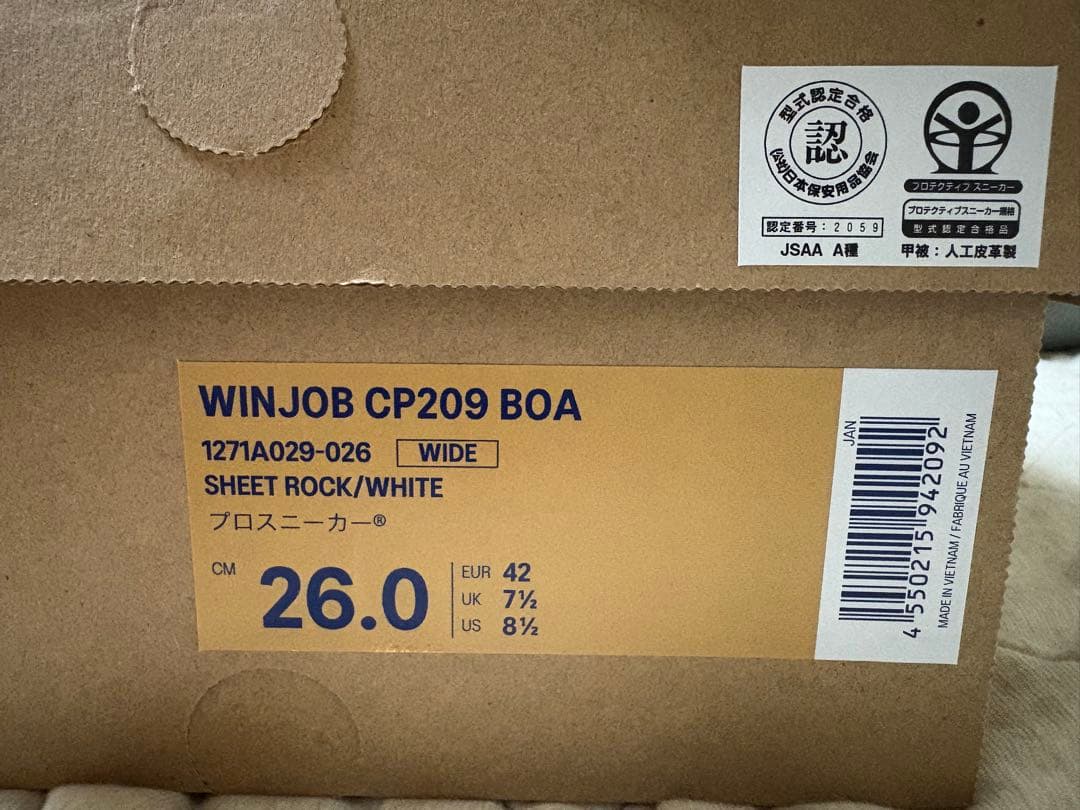 型式認定合格
認
(公社)日本保安用品協会
認定番号:2059
JSAA A種
プロテクティブ スニーカー
プロテクティブスニーカー規格
型式認定合格品
甲被:人工皮革製
WINJOB CP209 BOA
1271A029-026 WIDE
SHEET ROCK/WHITE
プロスニーカー®
CM 26.0
EUR 42
UK 7½
US 8½
JAN
4 550215 942092
MADE IN VIETNAM / FABRIQUE AU VIETNAM